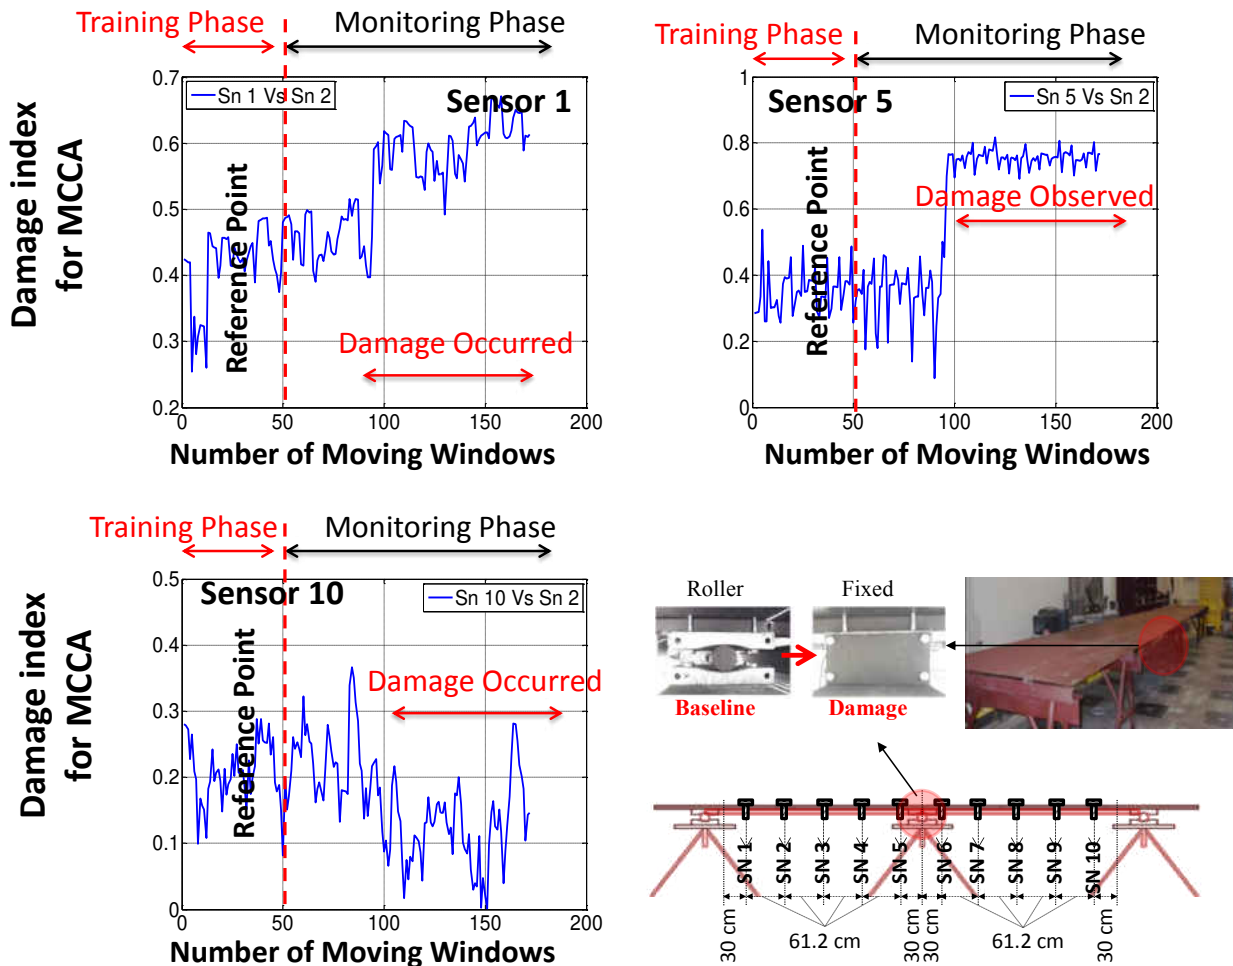 Training Phase
Monitoring Phase
Damage index
for MCCA
0.7
0.6
0.5
0.4
0.3
0.2
Sn 1 Vs Sn 2
Sensor 1
Reference Point
Damage Occurred
0
50
100
150
200
Number of Moving Windows
Training Phase
Monitoring Phase
1
0.8
0.6
0.4
0.2
0
Sensor 5
Sn 5 Vs Sn 2
Reference Point
Damage Observed
0
50
100
150
200
Number of Moving Windows
Training Phase
Monitoring Phase
Damage index
for MCCA
0.5
0.4
0.3
0.2
0.1
0
Sensor 10
Sn 10 Vs Sn 2
Reference Point
Damage Occurred
0
50
100
150
200
Number of Moving Windows
Roller
Fixed
Baseline
Damage
SN 1
SN 2
SN 3
SN 4
SN 5
SN 6
SN 7
SN 8
SN 9
SN 10
30 cm
61.2 cm
30 cm
30 cm
61.2 cm
30 cm